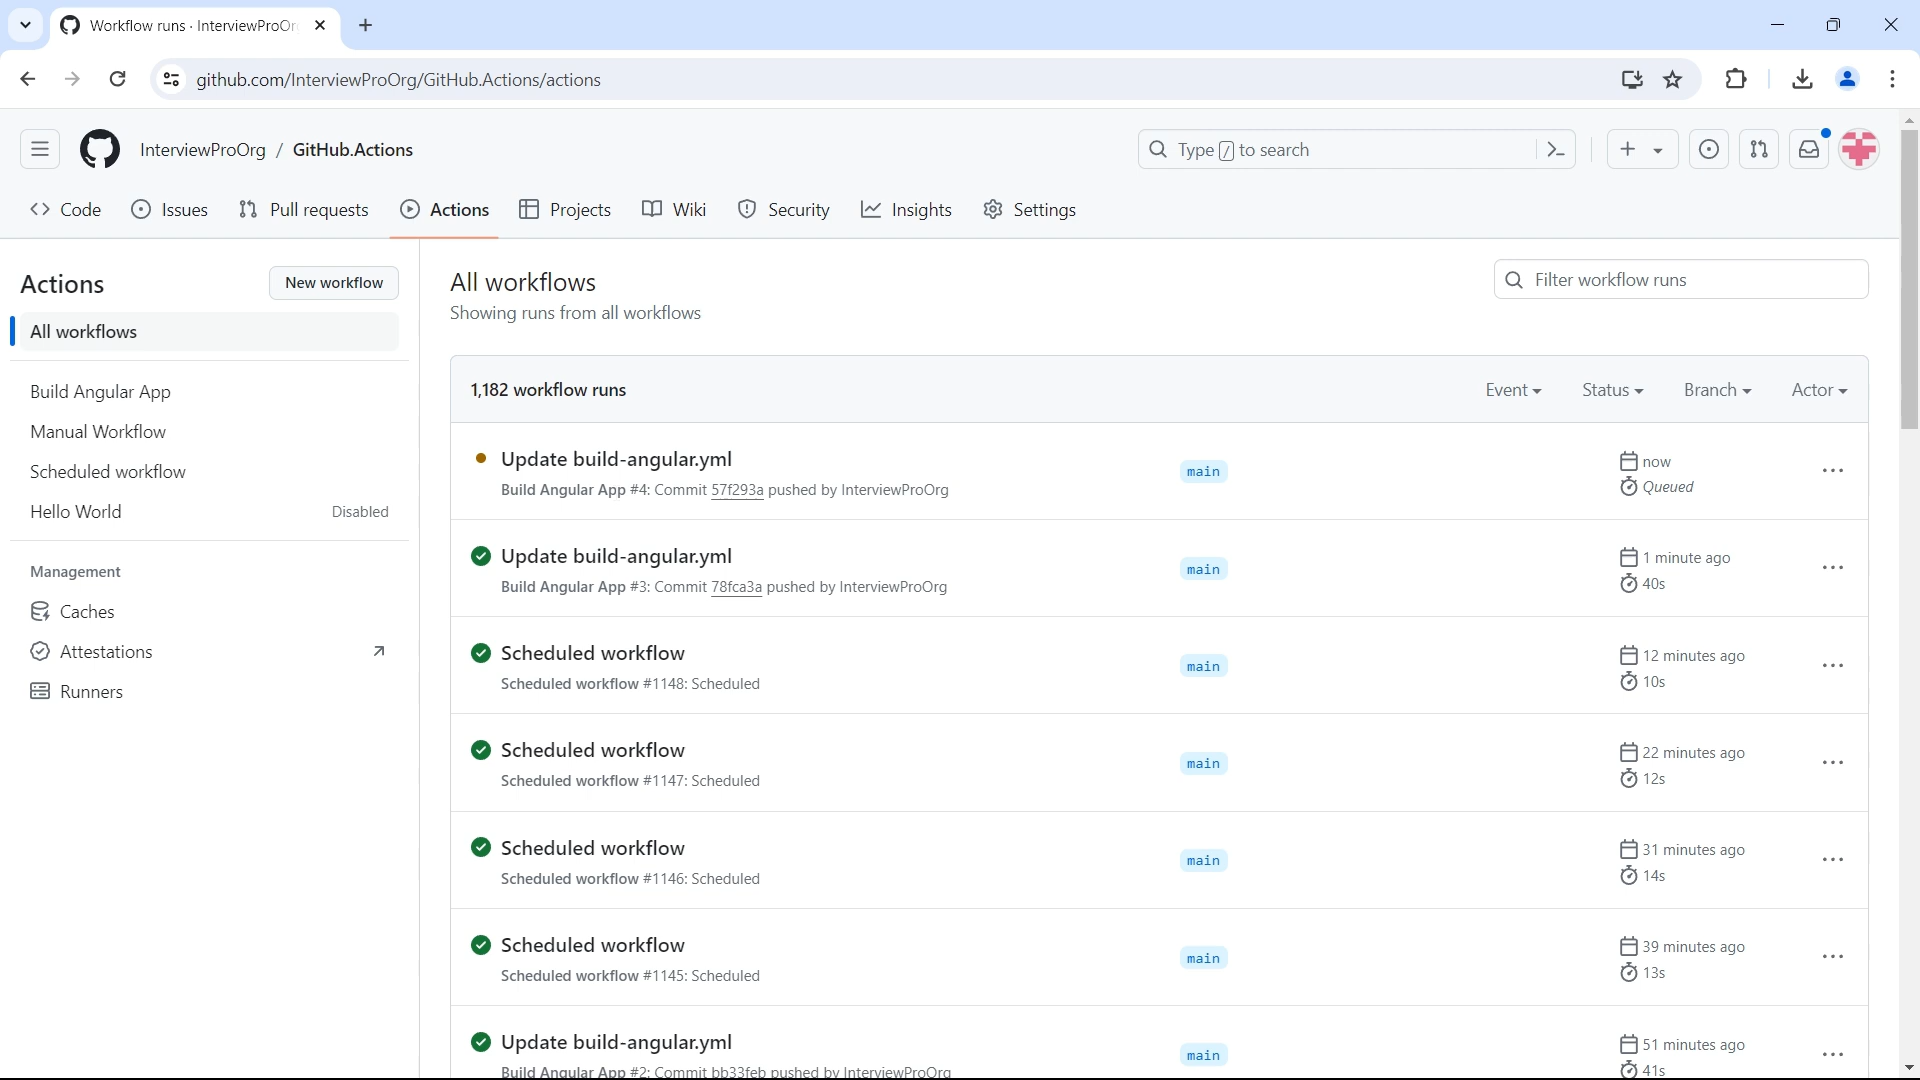 Workflow runs · InterviewProOr
github.com/InterviewProOrg/GitHub.Actions/actions
InterviewProOrg / GitHub.Actions
Type / to search
Code
Issues
Pull requests
Actions
Projects
Wiki
Security
Insights
Settings
Actions
New workflow
All workflows
Build Angular App
Manual Workflow
Scheduled workflow
Hello World Disabled
Management
Caches
Attestations
Runners
All workflows
Showing runs from all workflows
Filter workflow runs
1,182 workflow runs
Event Status Branch Actor
Update build-angular.yml
Build Angular App #4: Commit 57f293a pushed by InterviewProOrg
main
now
Queued
Update build-angular.yml
Build Angular App #3: Commit 78fca3a pushed by InterviewProOrg
main
1 minute ago
40s
Scheduled workflow
Scheduled workflow #1148: Scheduled
main
12 minutes ago
10s
Scheduled workflow
Scheduled workflow #1147: Scheduled
main
22 minutes ago
12s
Scheduled workflow
Scheduled workflow #1146: Scheduled
main
31 minutes ago
14s
Scheduled workflow
Scheduled workflow #1145: Scheduled
main
39 minutes ago
13s
Update build-angular.yml
Build Angular App #2: Commit bb33feb pushed by InterviewProOrg
main
51 minutes ago
41s